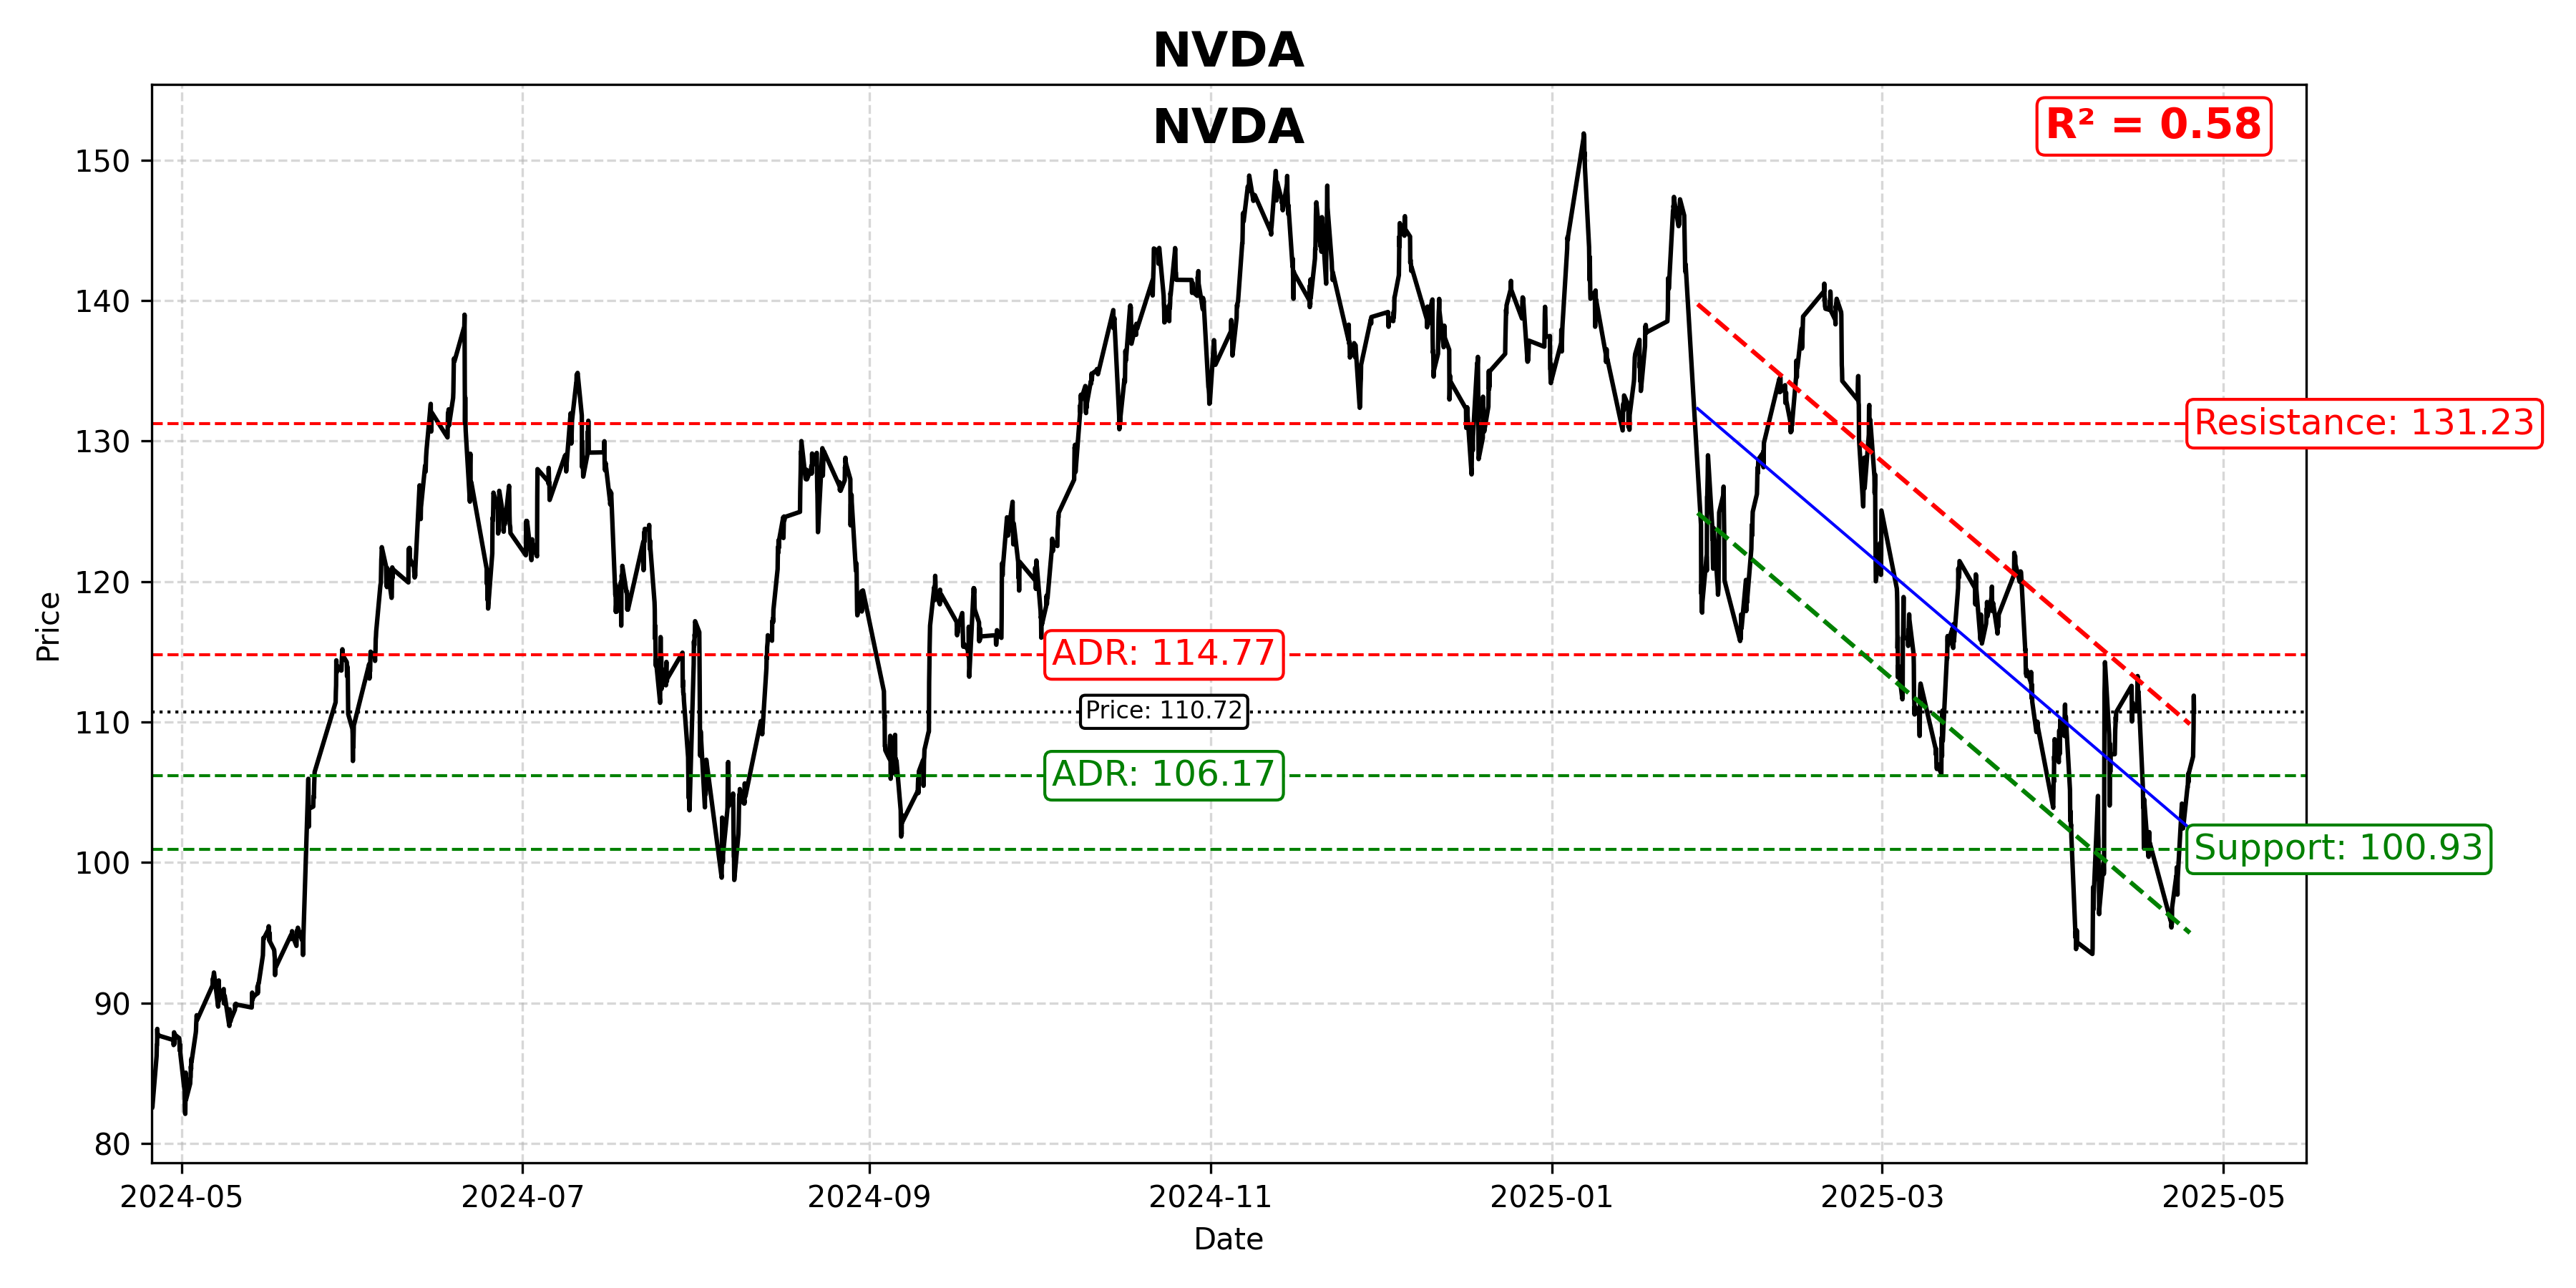 NVDA
NVDA
R² = 0.58
150
140
130
120
110
100
90
80
Price
Resistance: 131.23
ADR: 114.77
Price: 110.72
ADR: 106.17
Support: 100.93
2024-05
2024-07
2024-09
2024-11
2025-01
2025-03
2025-05
Date